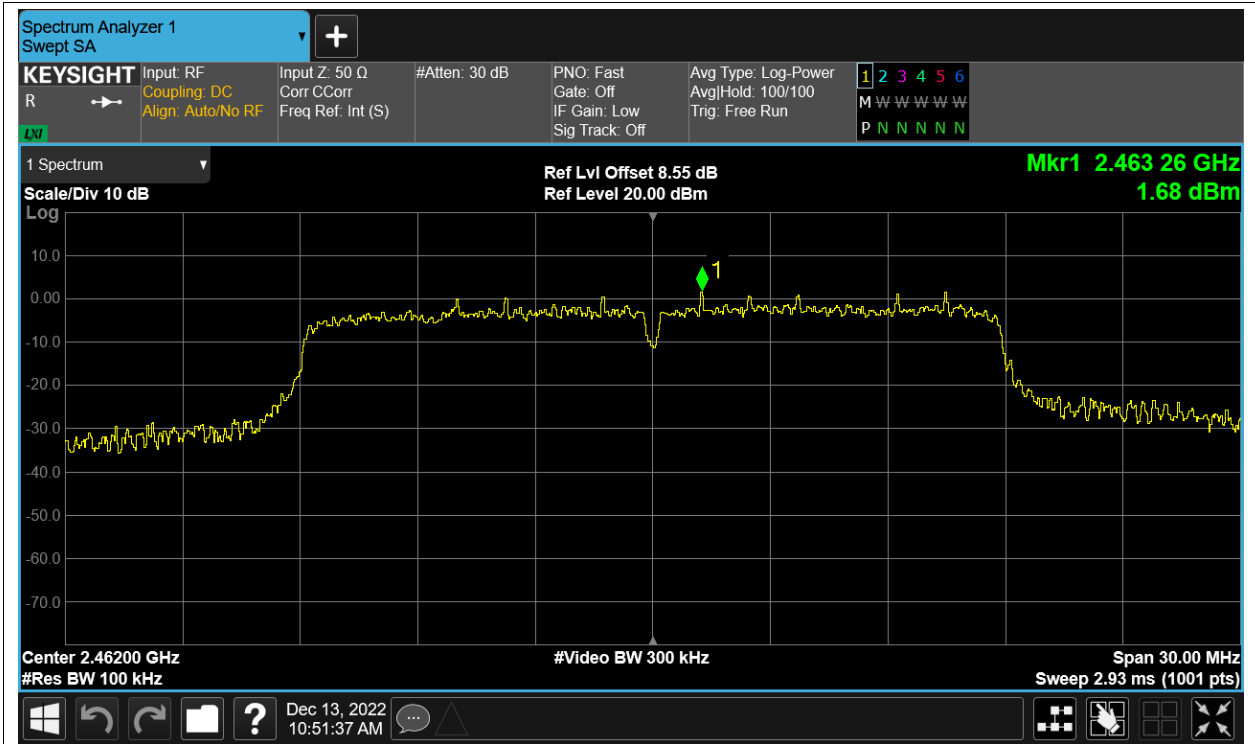 Spectrum Analyzer 1
Swept SA
+
KEYSIGHT
R
LXI
Input: RF
Coupling: DC
Align: Auto/No RF
Input Z: 50 Ω
Corr CCorr
Freq Ref: Int (S)
#Atten: 30 dB
PNO: Fast
Gate: Off
IF Gain: Low
Sig Track: Off
Avg Type: Log-Power
Avg|Hold: 100/100
Trig: Free Run
1 2 3 4 5 6
M W W W W W
P N N N N N
1 Spectrum
Scale/Div 10 dB
Log
Ref Lvl Offset 8.55 dB
Ref Level 20.00 dBm
Mkr1 2.463 26 GHz
1.68 dBm
1
10.0
0.00
-10.0
-20.0
-30.0
-40.0
-50.0
-60.0
-70.0
Center 2.46200 GHz
#Res BW 100 kHz
#Video BW 300 kHz
Span 30.00 MHz
Sweep 2.93 ms (1001 pts)
?
Dec 13, 2022
10:51:37 AM